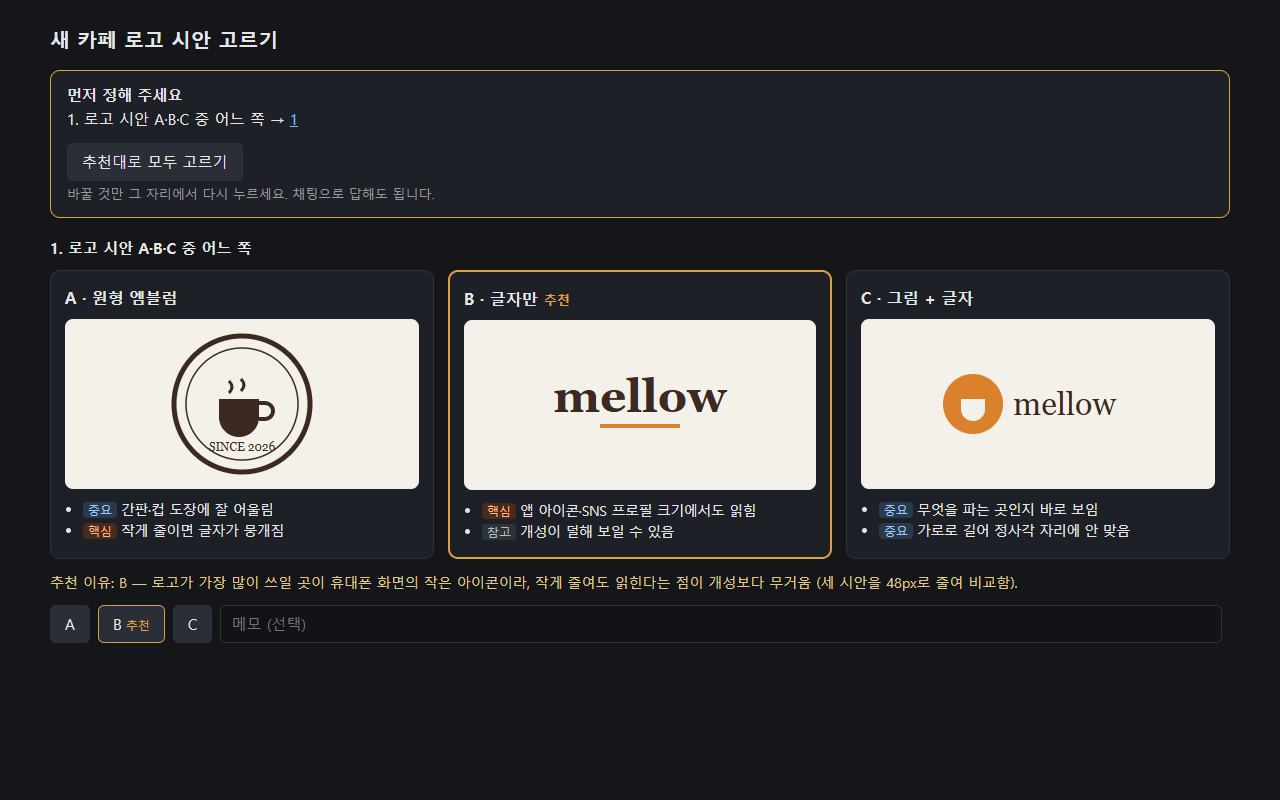 새 카페 로고 시안 고르기
먼저 정해 주세요
1. 로고 시안 A·B·C 중 어느 쪽 → 1
추천대로 모두 고르기
바꿀 것만 그 자리에서 다시 누르세요. 채팅으로 답해도 됩니다.
1. 로고 시안 A·B·C 중 어느 쪽
A · 원형 엠블럼
SINCE 2026
중요 간판·컵 도장에 잘 어울림
핵심 작게 줄이면 글자가 뭉개짐
B · 글자만 추천
mellow
핵심 앱 아이콘·SNS 프로필 크기에서도 읽힘
참고 개성이 덜해 보일 수 있음
C · 그림 + 글자
mellow
중요 무엇을 파는 곳인지 바로 보임
중요 가로로 길어 정사각 자리에 안 맞음
추천 이유: B — 로고가 가장 많이 쓰일 곳이 휴대폰 화면의 작은 아이콘이라, 작게 줄여도 읽힌다는 점이 개성보다 무거움 (세 시안을 48px로 줄여 비교함).
A
B 추천
C
메모 (선택)